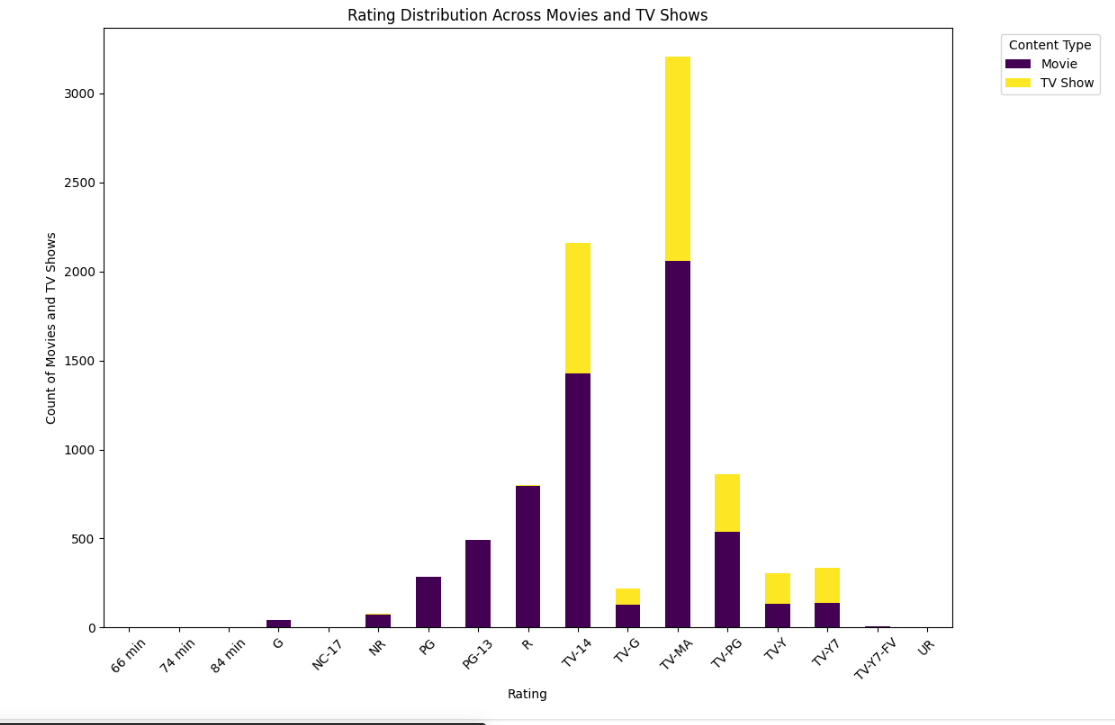 Rating Distribution Across Movies and TV Shows
Content Type
Movie
TV Show
Count of Movies and TV Shows
3000
2500
2000
1500
1000
500
0
66 min
74 min
84 min
G
NC-17
NR
PG
PG-13
R
TV-14
TV-G
TV-MA
TV-PG
TV-Y
TV-Y7
TV-Y7-FV
UR
Rating